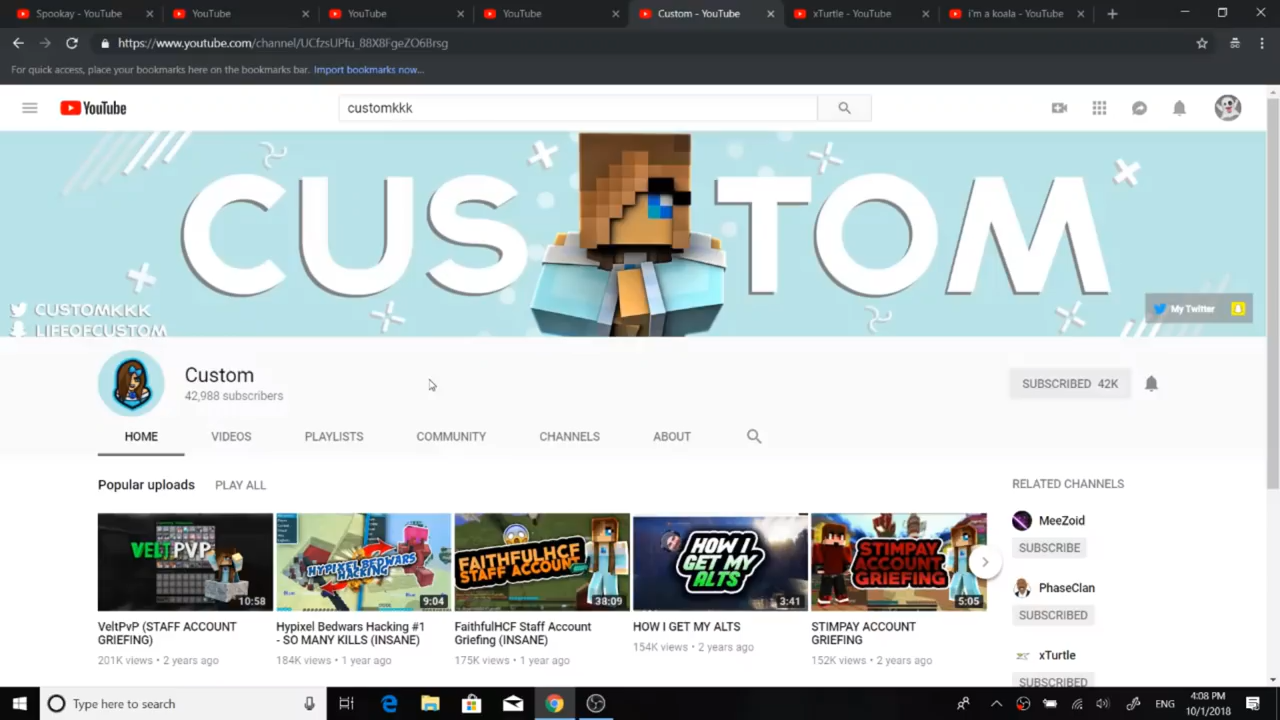 Spookay - YouTube
YouTube
YouTube
YouTube
Custom - YouTube
xTurtle - YouTube
i'm a koala - YouTube
https://www.youtube.com/channel/UCfzsUPfu_88X8FgeZO6Brsg
For quick access, place your bookmarks here on the bookmarks bar. Import bookmarks now...
YouTube
customkkk
CUSTOM
CUSTOMKKK
LIFEOFCUSTOM
My Twitter
Custom
42,988 subscribers
SUBSCRIBED 42K
HOME
VIDEOS
PLAYLISTS
COMMUNITY
CHANNELS
ABOUT
Popular uploads
PLAY ALL
RELATED CHANNELS
VELTPVP
10:58
HYPIXEL BEDWARS
HACKING
9:04
FAITHFULHCF
STAFF ACCOUNT
38:09
HOW I
GET MY
ALTS
3:41
STIMPAY
ACCOUNT
GRIEFING
5:05
VeltPvP (STAFF ACCOUNT
GRIEFING)
201K views • 2 years ago
Hypixel Bedwars Hacking #1
- SO MANY KILLS (INSANE)
184K views • 1 year ago
FaithfulHCF Staff Account
Griefing (INSANE)
175K views • 1 year ago
HOW I GET MY ALTS
154K views • 2 years ago
STIMPAY ACCOUNT
GRIEFING
152K views • 2 years ago
MeeZoid
SUBSCRIBE
PhaseClan
SUBSCRIBED
xTurtle
SUBSCRIBED
Type here to search
ENG
4:08 PM
10/1/2018